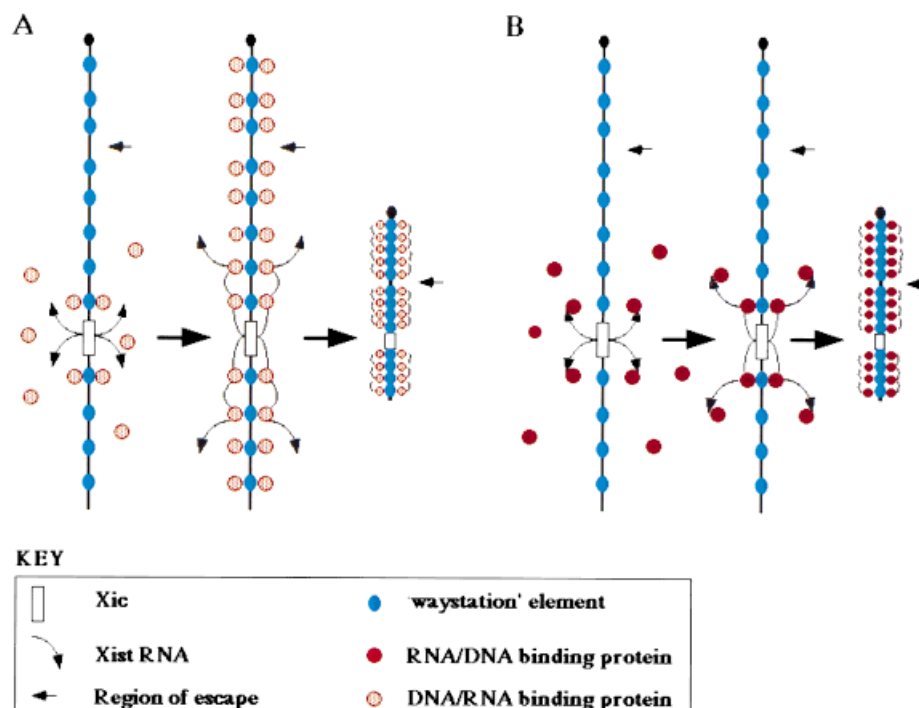 A
B
KEY
Xic
'waystation' element
Xist RNA
RNA/DNA binding protein
Region of escape
DNA/RNA binding protein